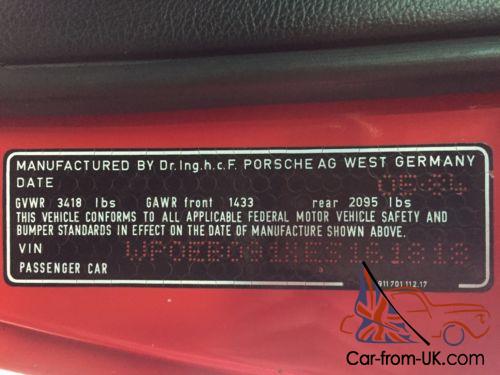 MANUFACTURED BY Dr.Ing.h.c.F. PORSCHE AG WEST GERMANY
DATE
GVWR 3418 lbs GAWR front 1433 rear 2095 lbs
THIS VEHICLE CONFORMS TO ALL APPLICABLE FEDERAL MOTOR VEHICLE SAFETY AND
BUMPER STANDARDS IN EFFECT ON THE DATE OF MANUFACTURE SHOWN ABOVE.
VIN
PASSENGER CAR
911 701 112.17
Car-from-UK.com